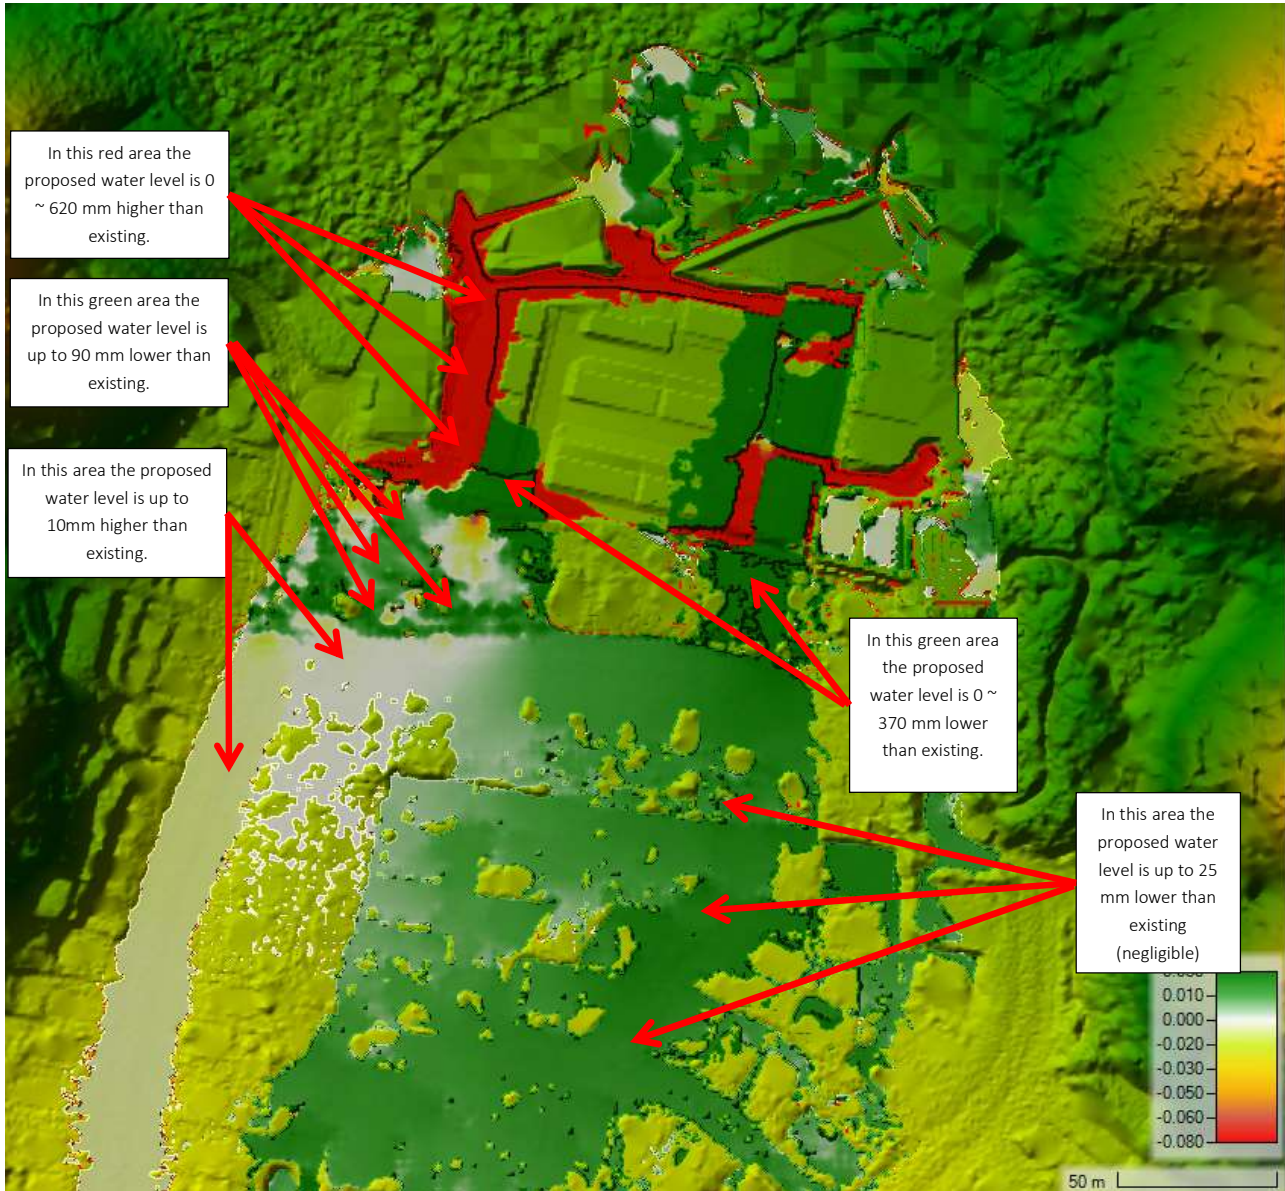 In this red area the
proposed water level is 0
~ 620 mm higher than
existing.
In this green area the
proposed water level is
up to 90 mm lower than
existing.
In this area the proposed
water level is up to
10mm higher than
existing.
In this green area
the proposed
water level is 0 ~
370 mm lower
than existing.
In this area the
proposed water
level is up to 25
mm lower than
existing
(negligible)
0.010
0.000
-0.020
-0.030
-0.050
-0.060
-0.080
50 m